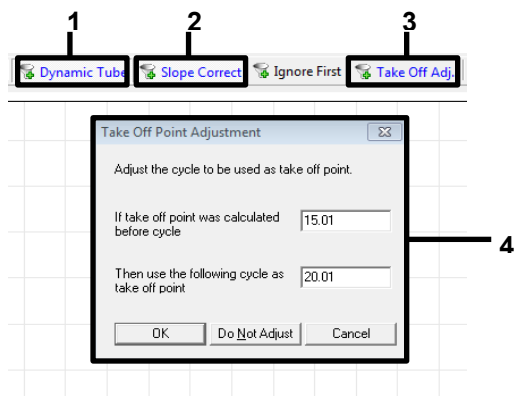 1 2 3
Dynamic Tube Slope Correct Ignore First Take Off Adj.
Take Off Point Adjustment
Adjust the cycle to be used as take off point.
If take off point was calculated
before cycle
15.01
4
Then use the following cycle as
take off point
20.01
OK Do Not Adjust Cancel